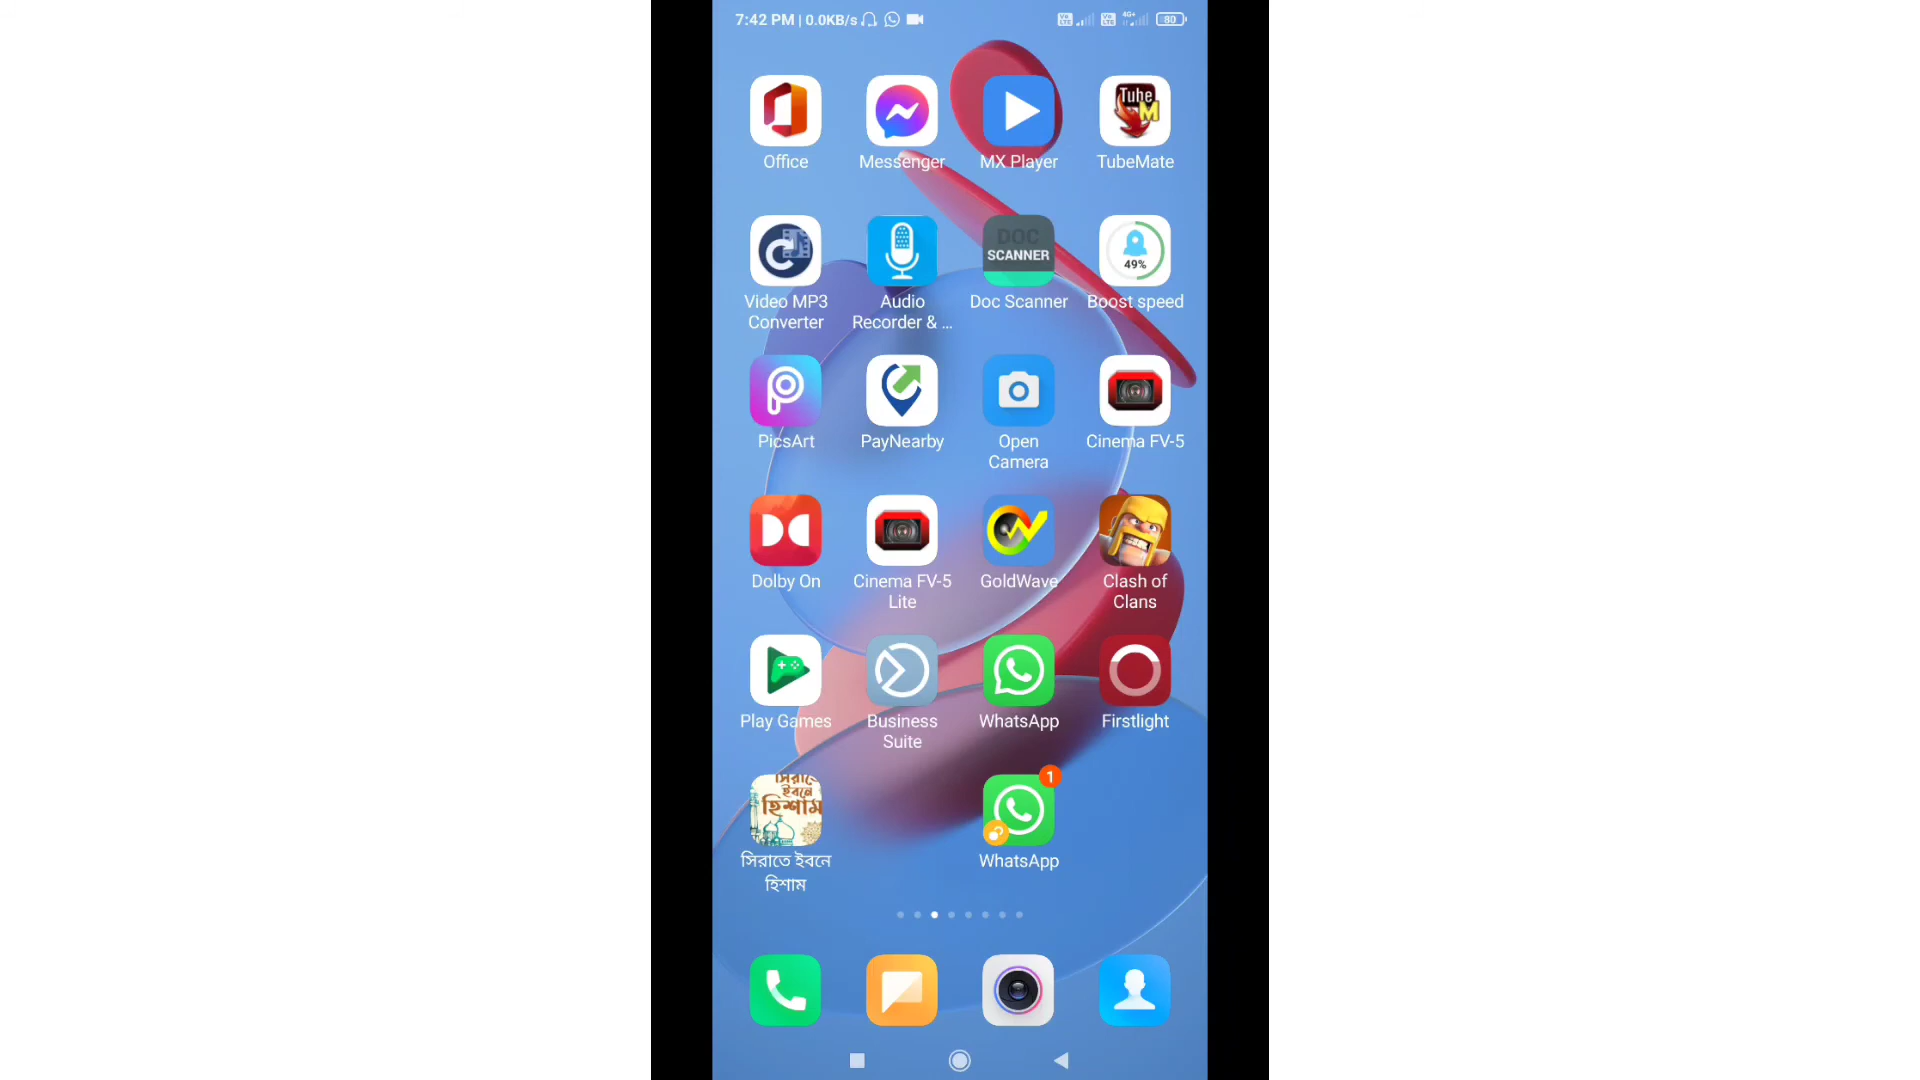 7:42 PM | 0.0KB/s
4G+
80
Office
Messenger
MX Player
Tube
M
TubeMate
DOC
SCANNER
49%
Video MP3
Converter
Audio
Recorder & ...
Doc Scanner
Boost speed
PicsArt
PayNearby
Open
Camera
Cinema FV-5
Dolby On
Cinema FV-5
Lite
GoldWave
Clash of
Clans
Play Games
Business
Suite
WhatsApp
Firstlight
সিরাতে
ইবনে
হিশাম
1
সিরাতে ইবনে
হিশাম
WhatsApp